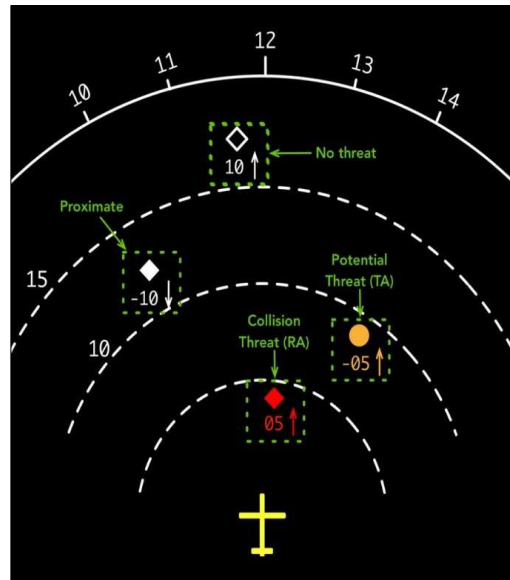 12
11
13
10
14
No threat
10
Proximate
15
-10
Potential
Threat (TA)
10
Collision
Threat (RA)
-05
05